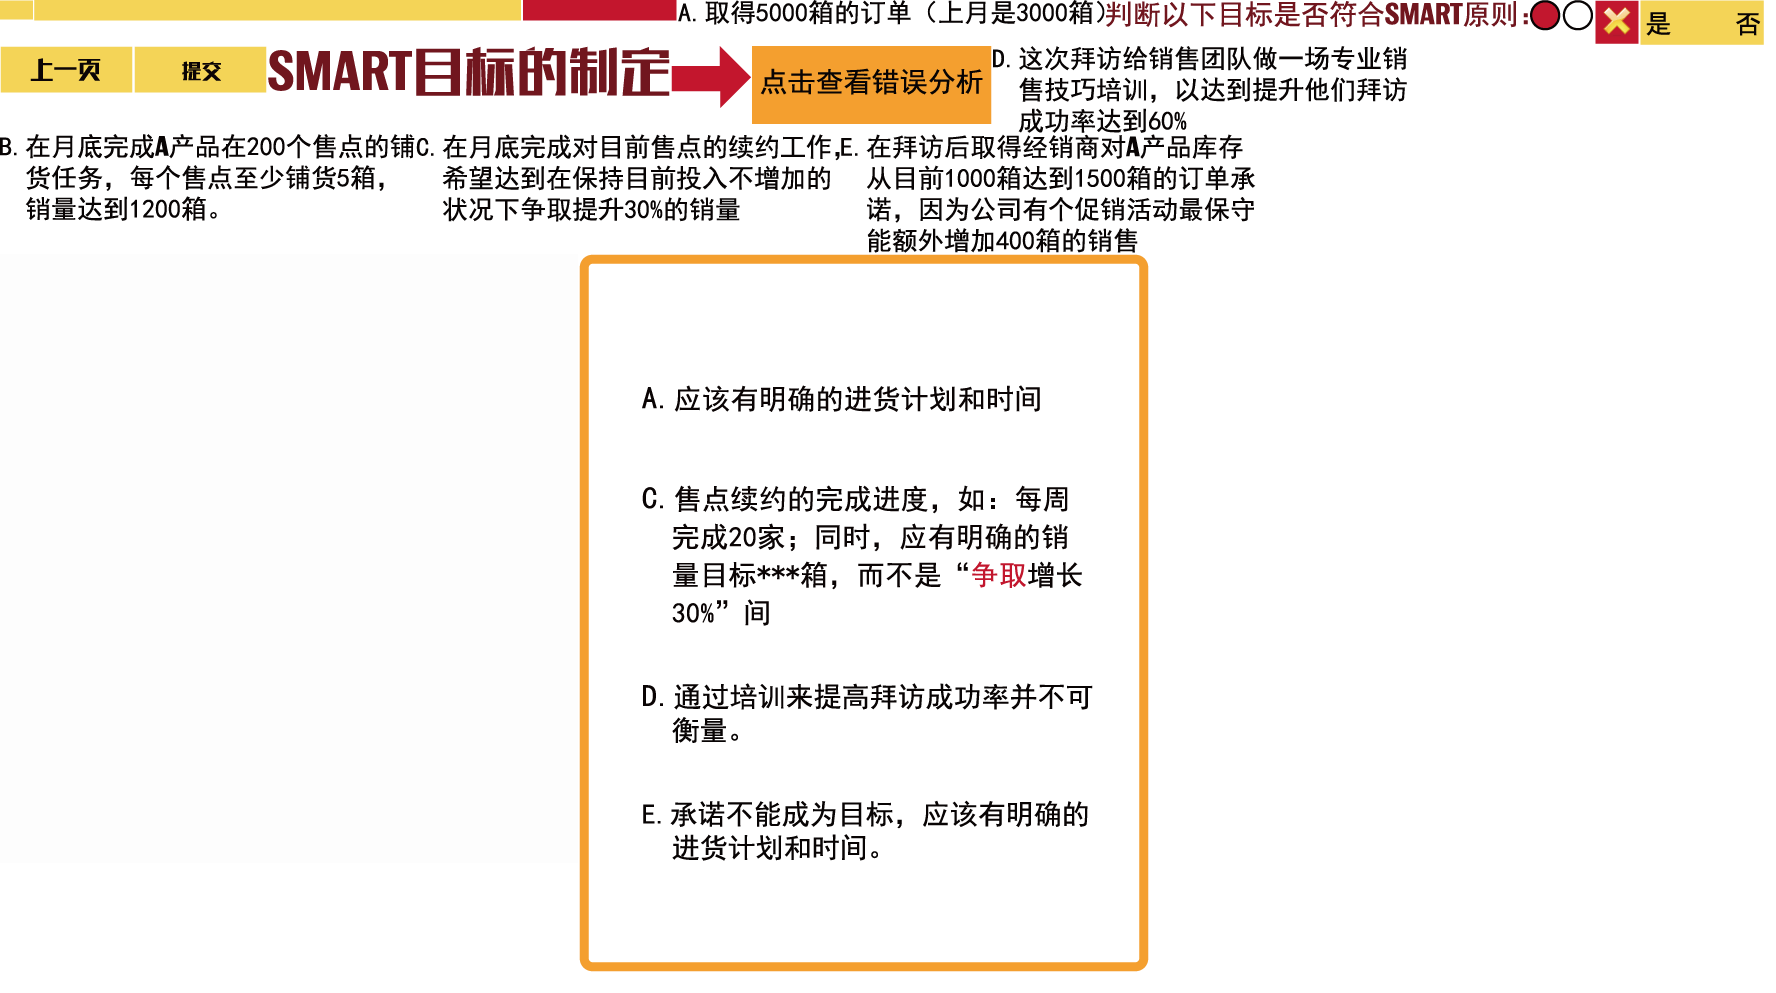 A. 取得5000箱的订单（上月是3000箱）
判断以下目标是否符合SMART原则：
是 否
上一页
提交
SMART目标的制定
点击查看错误分析
D. 这次拜访给销售团队做一场专业销
售技巧培训，以达到提升他们拜访
成功率达到60%
B. 在月底完成A产品在200个售点的铺
货任务，每个售点至少铺货5箱，
销量达到1200箱。
C. 在月底完成对目前售点的续约工作，
希望达到在保持目前投入不增加的
状况下争取提升30%的销量
E. 在拜访后取得经销商对A产品库存
从目前1000箱达到1500箱的订单承
诺，因为公司有个促销活动最保守
能额外增加400箱的销售
A. 应该有明确的进货计划和时间
C. 售点续约的完成进度，如：每周
完成20家；同时，应有明确的销
量目标***箱，而不是“争取增长
30%”间
D. 通过培训来提高拜访成功率并不可
衡量。
E. 承诺不能成为目标，应该有明确的
进货计划和时间。